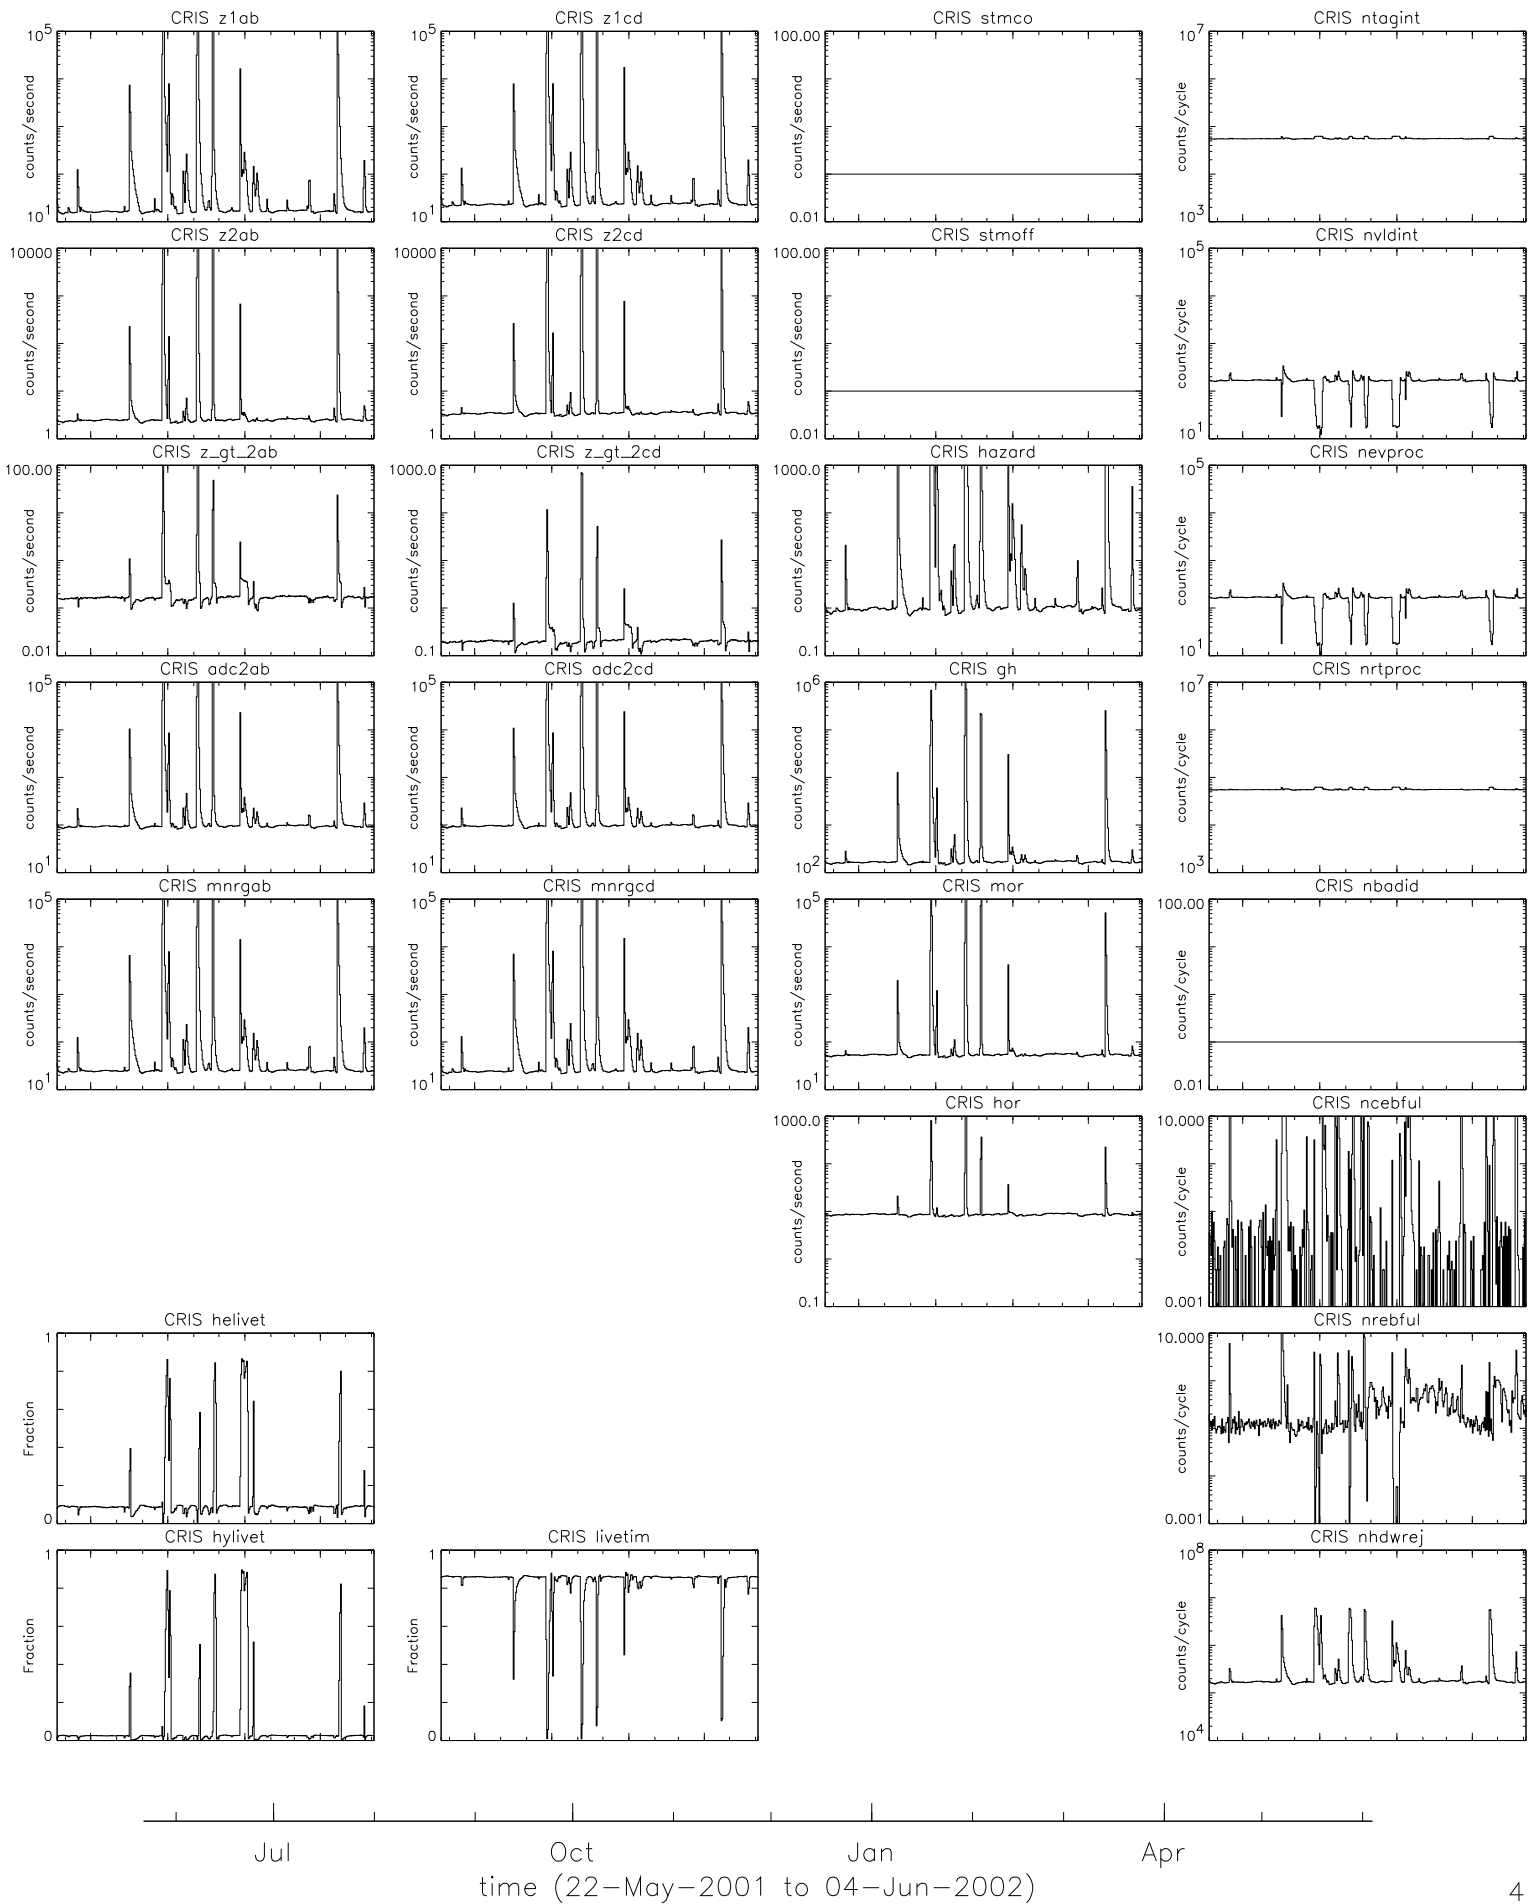 CRIS z1ab
10^5
counts/second
10^1
CRIS z1cd
10^5
counts/second
10^1
CRIS stmco
100.00
counts/second
0.01
CRIS ntagint
10^7
counts/cycle
10^3
CRIS z2ab
10000
counts/second
1
CRIS z2cd
10000
counts/second
1
CRIS stmoff
100.00
counts/second
0.01
CRIS nvldint
10^5
counts/cycle
10^1
CRIS z_gt_2ab
100.00
counts/second
0.01
CRIS z_gt_2cd
1000.0
counts/second
0.1
CRIS hazard
1000.0
counts/second
0.1
CRIS nevproc
10^5
counts/cycle
10^1
CRIS adc2ab
10^5
counts/second
10^1
CRIS adc2cd
10^5
counts/second
10^1
CRIS gh
10^6
counts/second
10^2
CRIS nrtproc
10^7
counts/cycle
10^3
CRIS mnrgab
10^5
counts/second
10^1
CRIS mnrgcd
10^5
counts/second
10^1
CRIS mor
10^5
counts/second
10^1
CRIS nbadid
100.00
counts/cycle
0.01
CRIS hor
1000.0
counts/second
0.1
CRIS ncebful
10.000
counts/cycle
0.001
CRIS helivet
1
Fraction
0
CRIS nrebful
10.000
counts/cycle
0.001
CRIS hylivet
1
Fraction
0
CRIS livetim
1
Fraction
0
CRIS nhdwrej
10^8
counts/cycle
10^4
Jul Oct Jan Apr
time (22-May-2001 to 04-Jun-2002)
4